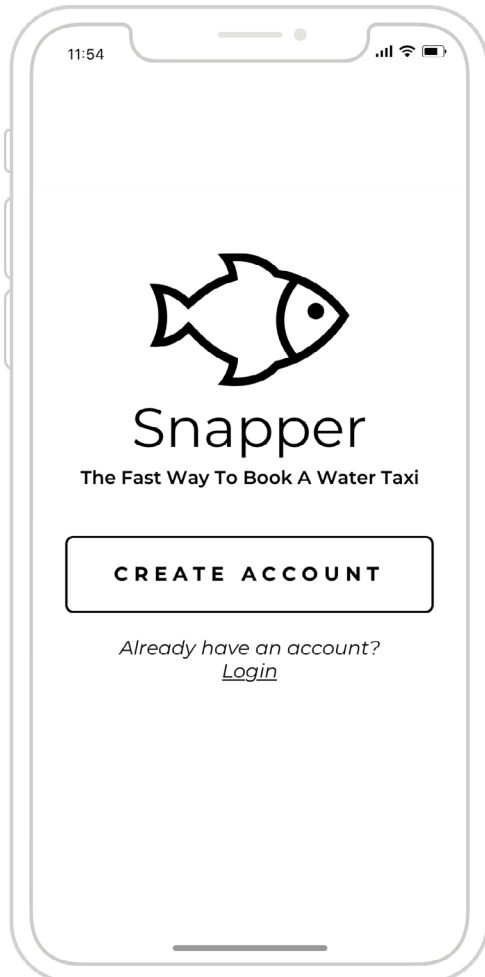 11:54
Snapper
The Fast Way To Book A Water Taxi
CREATE ACCOUNT
Already have an account?
Login